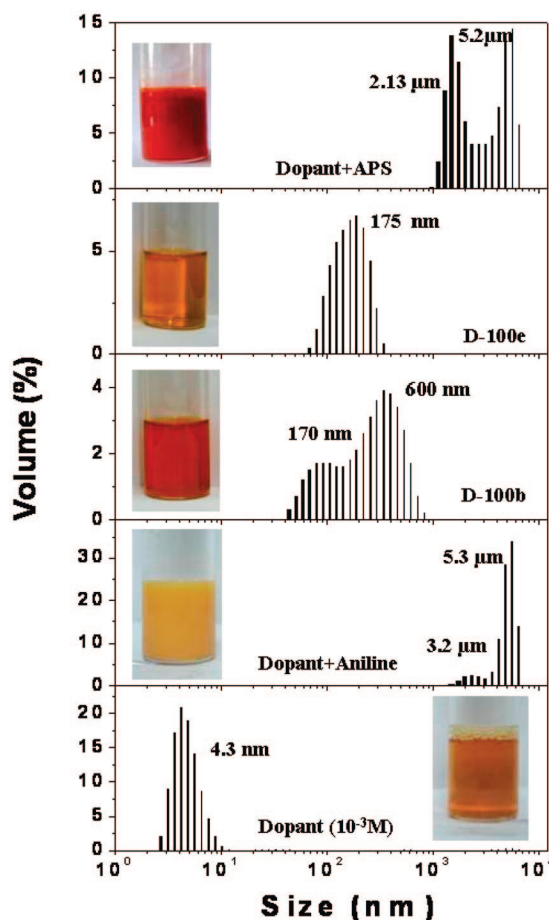 15
10
5
0
5.2μm
2.13 μm
Dopant+APS
5
0
175 nm
D-100e
4
2
0
600 nm
170 nm
D-100b
30
20
10
0
5.3 μm
3.2 μm
Dopant+Aniline
20
15
10
5
0
4.3 nm
Dopant (10⁻³M)
10⁰ 10¹ 10² 10³ 10⁴
Size (nm)
Volume (%)